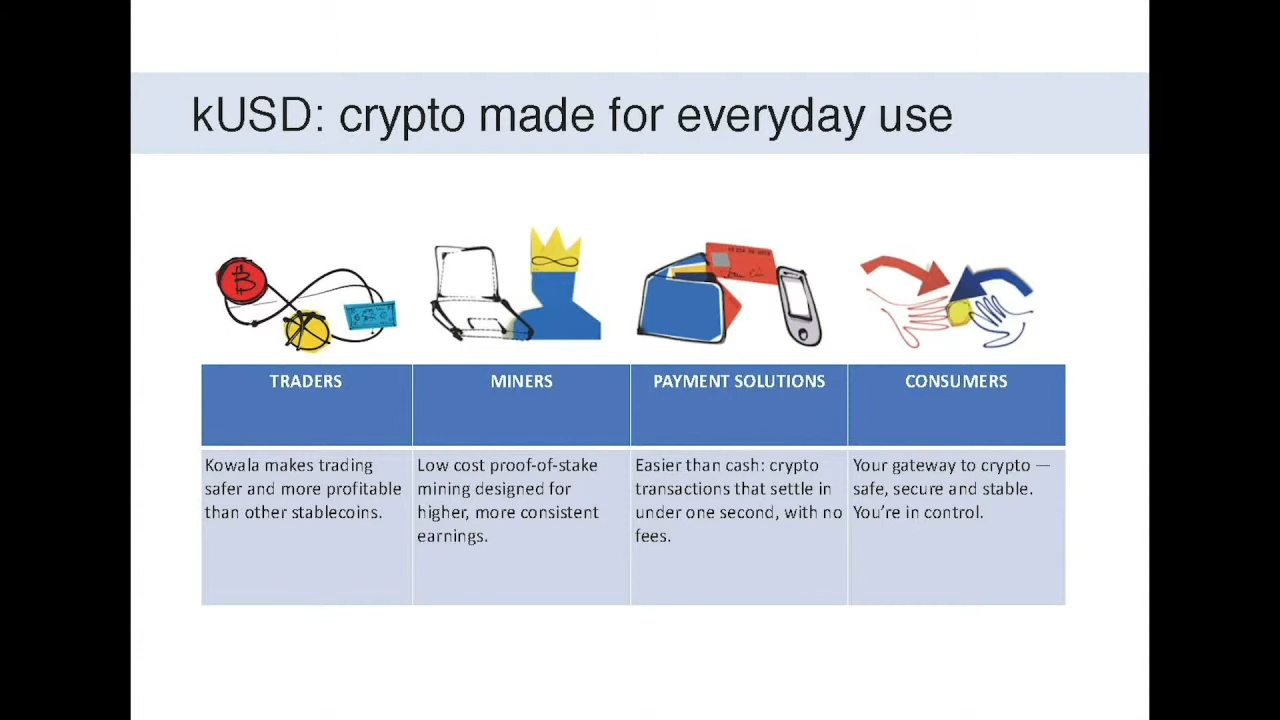 kUSD: crypto made for everyday use
TRADERS
MINERS
PAYMENT SOLUTIONS
CONSUMERS
Kowala makes trading
safer and more profitable
than other stablecoins.
Low cost proof-of-stake
mining designed for
higher, more consistent
earnings.
Easier than cash: crypto
transactions that settle in
under one second, with no
fees.
Your gateway to crypto —
safe, secure and stable.
You’re in control.